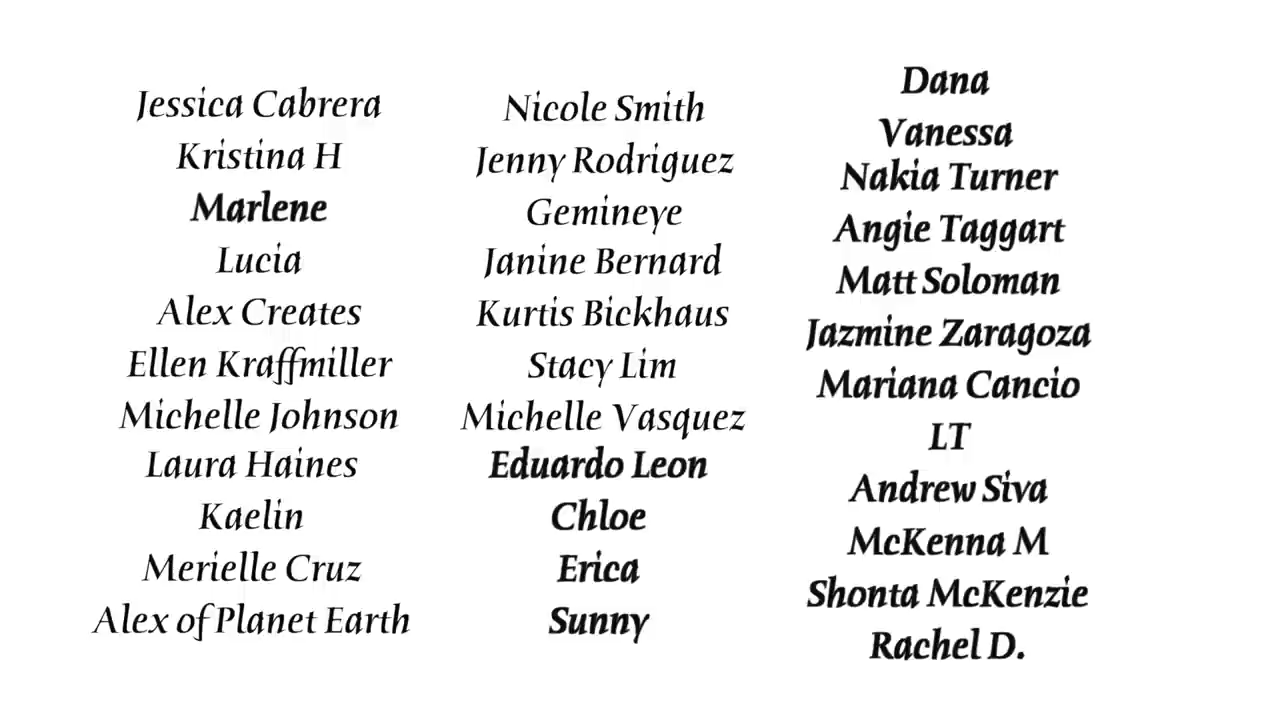 Jessica Cabrera
Kristina H
Marlene
Lucia
Alex Creates
Ellen Kraffmiller
Michelle Johnson
Laura Haines
Kaelin
Merielle Cruz
Alex of Planet Earth
Nicole Smith
Jenny Rodriguez
Gemineye
Janine Bernard
Kurtis Bickhaus
Stacy Lim
Michelle Vasquez
Eduardo Leon
Chloe
Erica
Sunny
Dana
Vanessa
Nakia Turner
Angie Taggart
Matt Soloman
Jazmine Zaragoza
Mariana Cancio
LT
Andrew Siva
McKenna M
Shonta McKenzie
Rachel D.